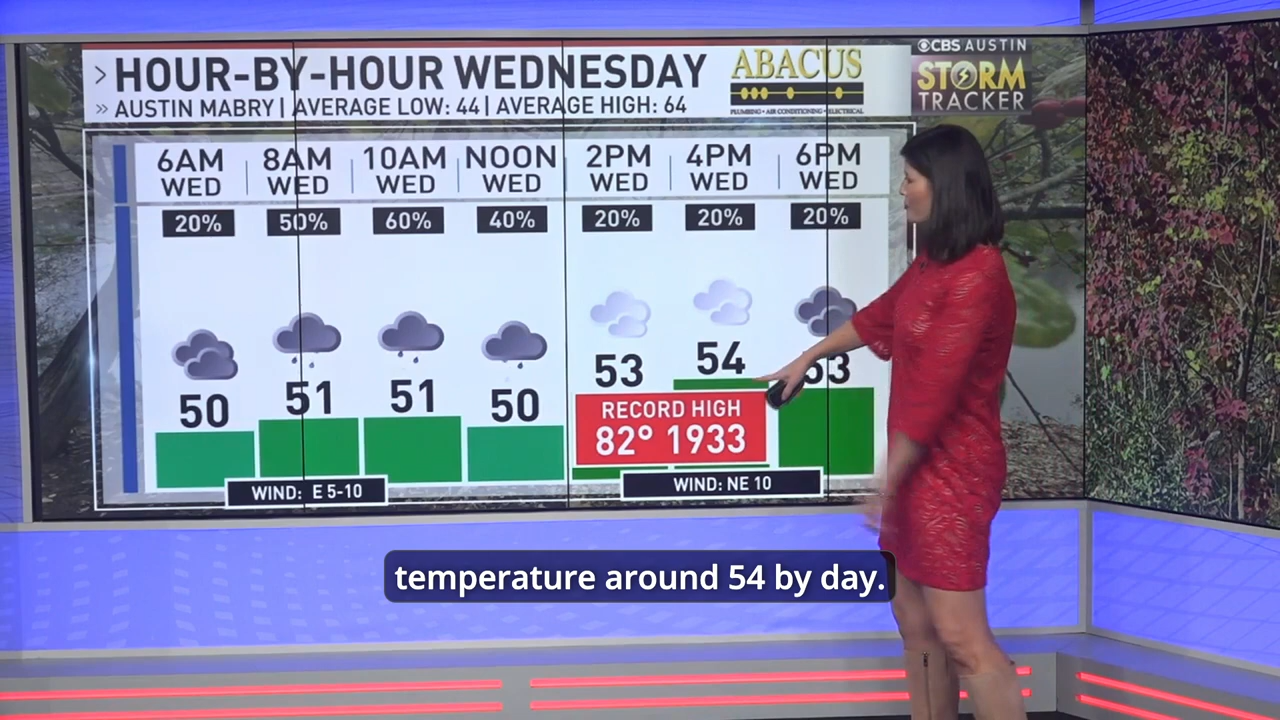 > HOUR-BY-HOUR WEDNESDAY
» AUSTIN MABRY | AVERAGE LOW: 44 | AVERAGE HIGH: 64
ABACUS
PLUMBING • AIR CONDITIONING • ELECTRICAL
CBS AUSTIN
STORM
TRACKER
6AM 8AM 10AM NOON 2PM 4PM 6PM
WED WED WED WED WED WED WED
20% 50% 60% 40% 20% 20% 20%
50 51 51 50 53 54 53
RECORD HIGH
82° 1933
WIND: E 5-10 WIND: NE 10
temperature around 54 by day.